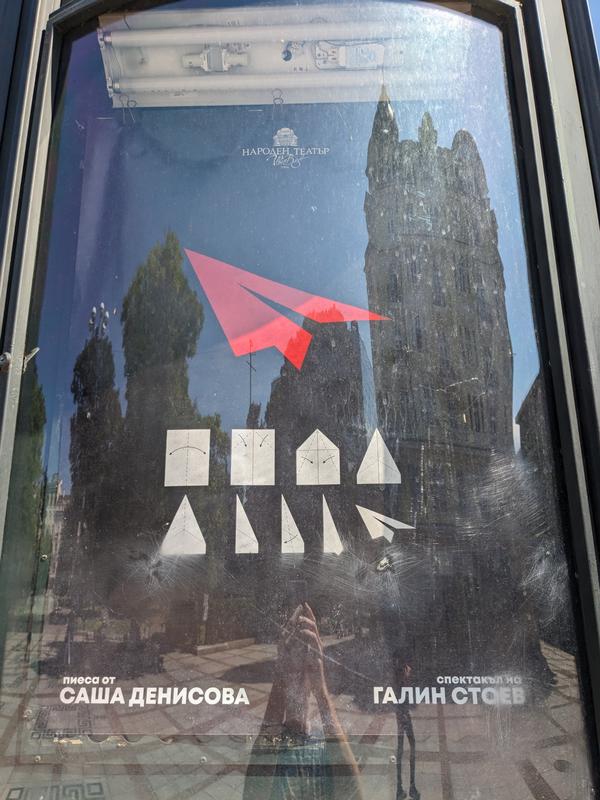 НАРОДЕН ТЕАТЪР
пиеса от
САША ДЕНИСОВА
спектакъл на
ГАЛИН СТОЕВ